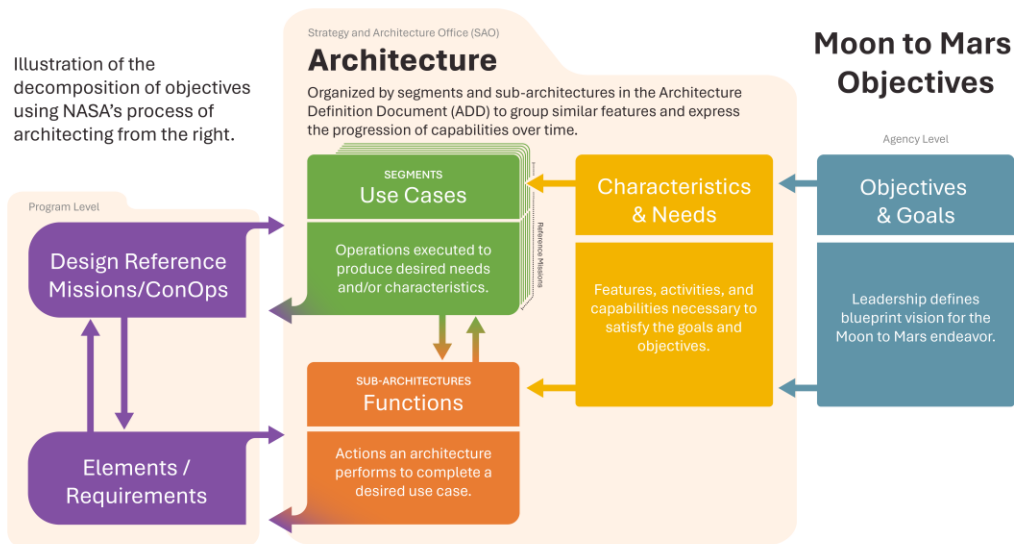 Illustration of the
decomposition of objectives
using NASA's process of
architecting from the right.
Strategy and Architecture Office (SAO)
Architecture
Organized by segments and sub-architectures in the Architecture
Definition Document (ADD) to group similar features and express
the progression of capabilities over time.
Moon to Mars
Objectives
Agency Level
Program Level
Design Reference
Missions/ConOps
Elements /
Requirements
SEGMENTS
Use Cases
Operations executed to
produce desired needs
and/or characteristics.
Reference Missions
SUB-ARCHITECTURES
Functions
Actions an architecture
performs to complete a
desired use case.
Characteristics
& Needs
Features, activities, and
capabilities necessary to
satisfy the goals and
objectives.
Objectives
& Goals
Leadership defines
blueprint vision for the
Moon to Mars endeavor.